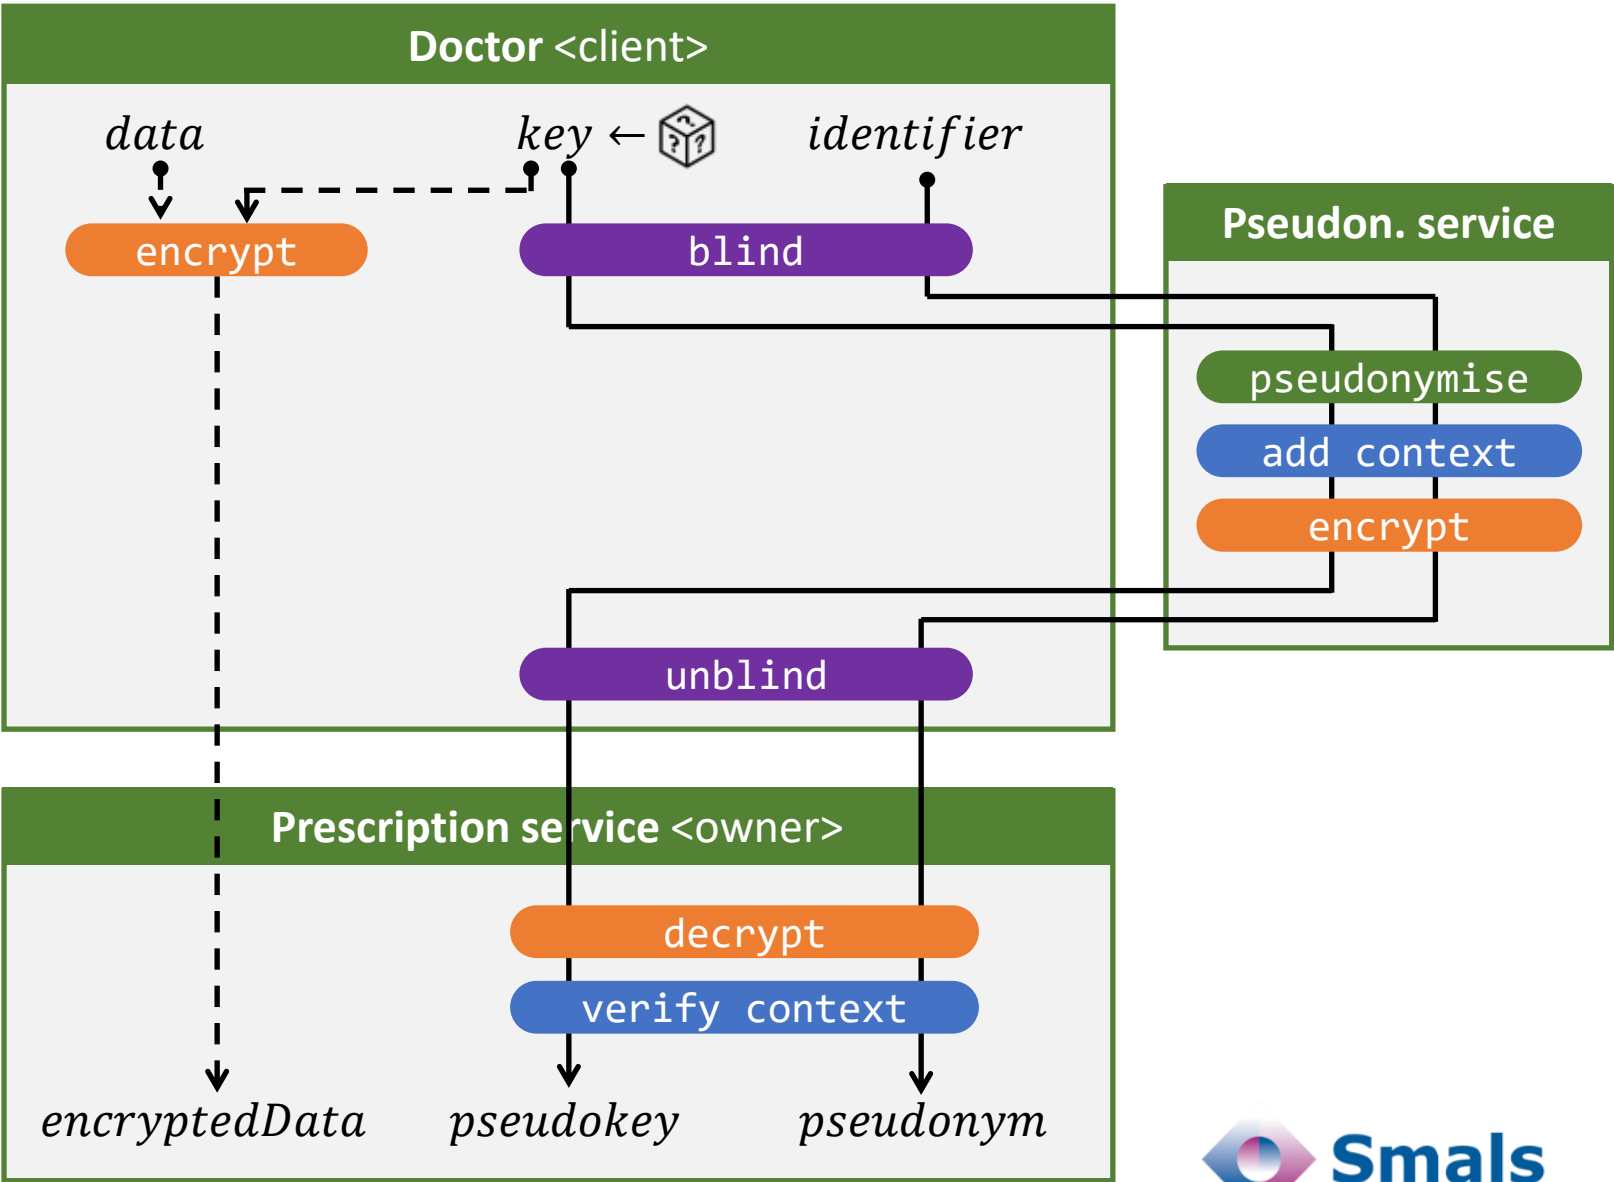 Doctor <client>
data
key ←
identifier
encrypt
blind
Pseudon. service
pseudonymise
add context
encrypt
unblind
Prescription service <owner>
decrypt
verify context
encryptedData
pseudokey
pseudonym
Smals